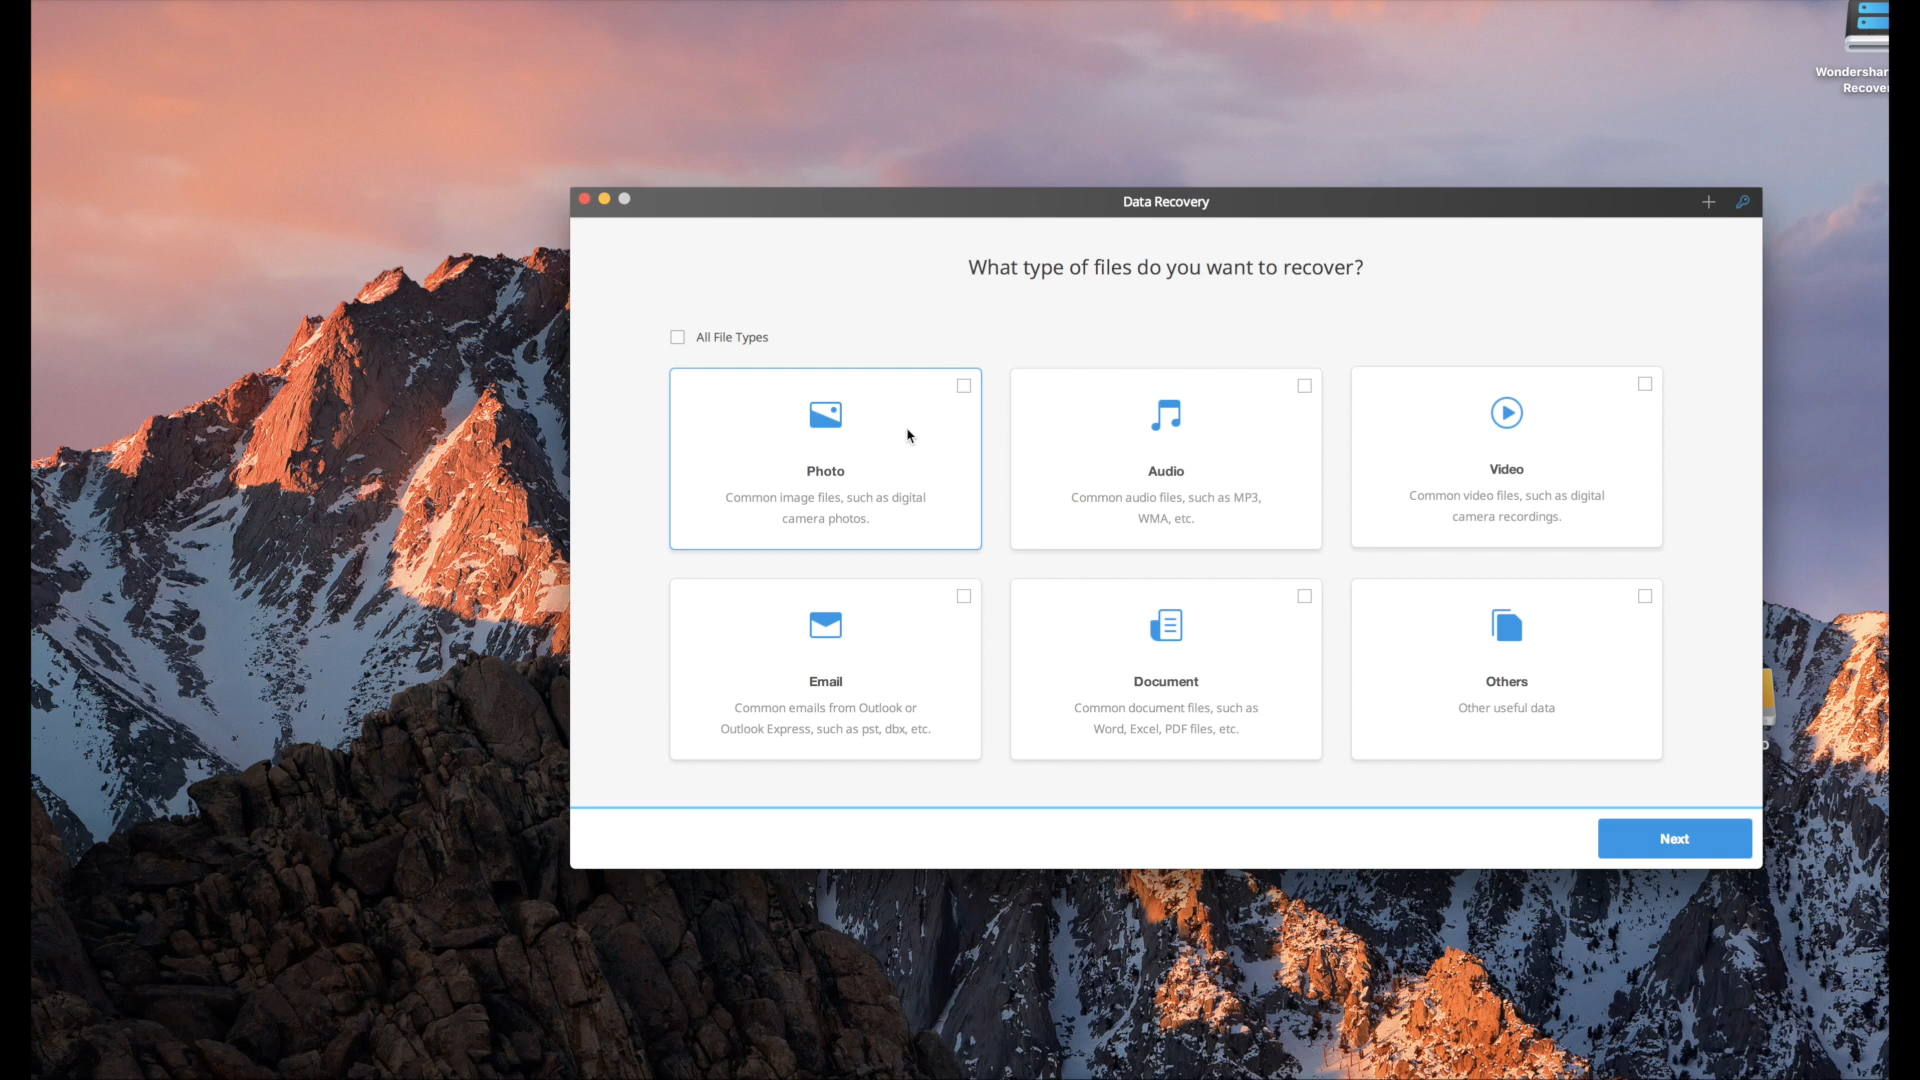 Wondershar
Recover
Data Recovery
What type of files do you want to recover?
All File Types
Photo
Common image files, such as digital
camera photos.
Audio
Common audio files, such as MP3,
WMA, etc.
Video
Common video files, such as digital
camera recordings.
Email
Common emails from Outlook or
Outlook Express, such as pst, dbx, etc.
Document
Common document files, such as
Word, Excel, PDF files, etc.
Others
Other useful data
Next